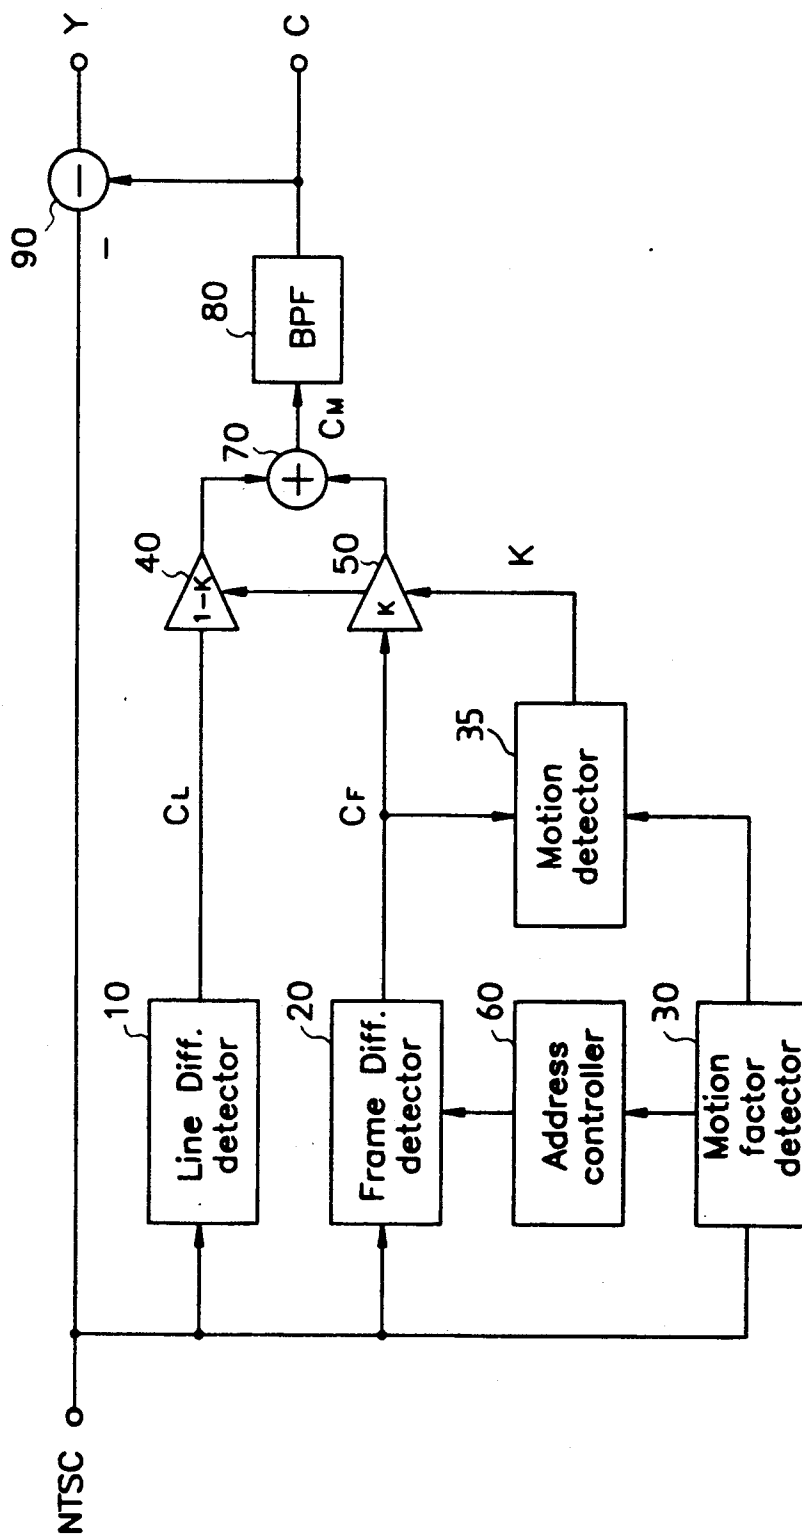 NTSC
10
Line Diff.
detector
CL
40
1-K
90
−
−
Y
20
Frame Diff.
detector
CF
50
K
70
+
CM
80
BPF
C
60
Address
controller
35
Motion
detector
K
30
Motion
factor
detector